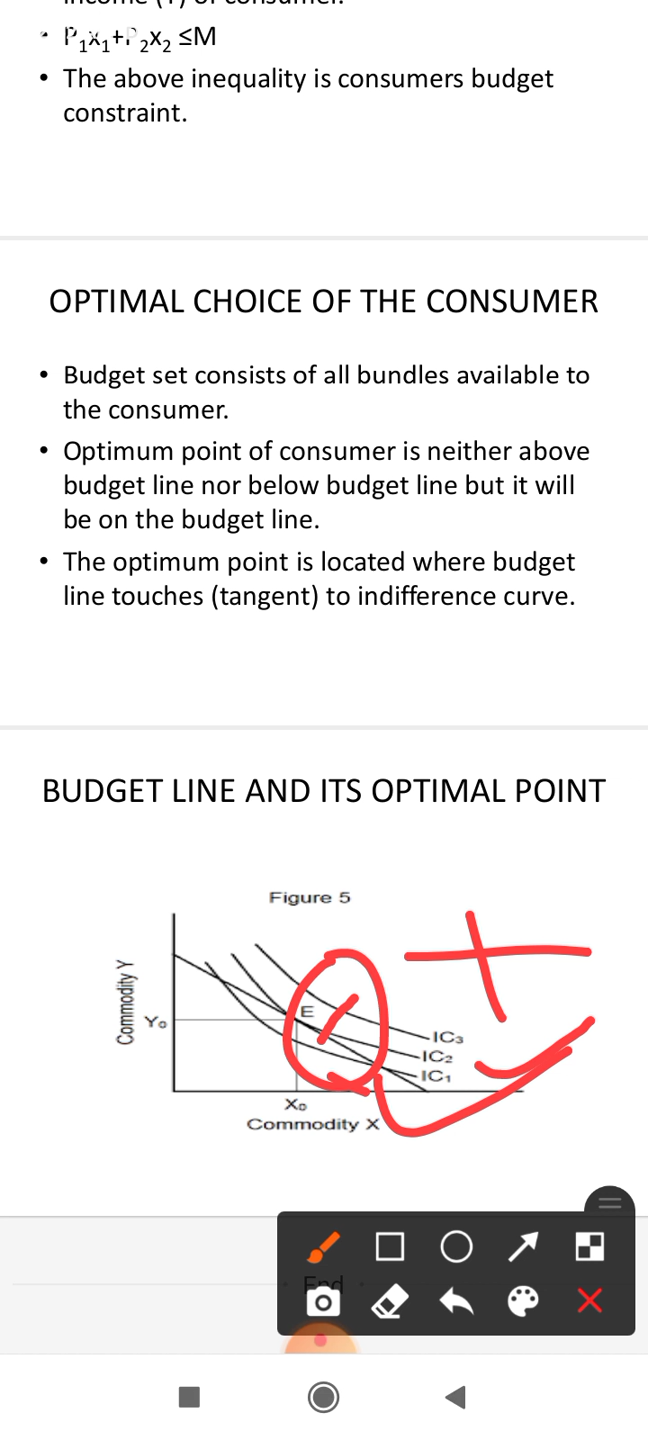 P₁x₁+P₂x₂ ≤M
• The above inequality is consumers budget
constraint.
OPTIMAL CHOICE OF THE CONSUMER
• Budget set consists of all bundles available to
the consumer.
• Optimum point of consumer is neither above
budget line nor below budget line but it will
be on the budget line.
• The optimum point is located where budget
line touches (tangent) to indifference curve.
BUDGET LINE AND ITS OPTIMAL POINT
Figure 5
Commodity Y
Y₀
E
IC₃
IC₂
IC₁
X₀
Commodity X
End